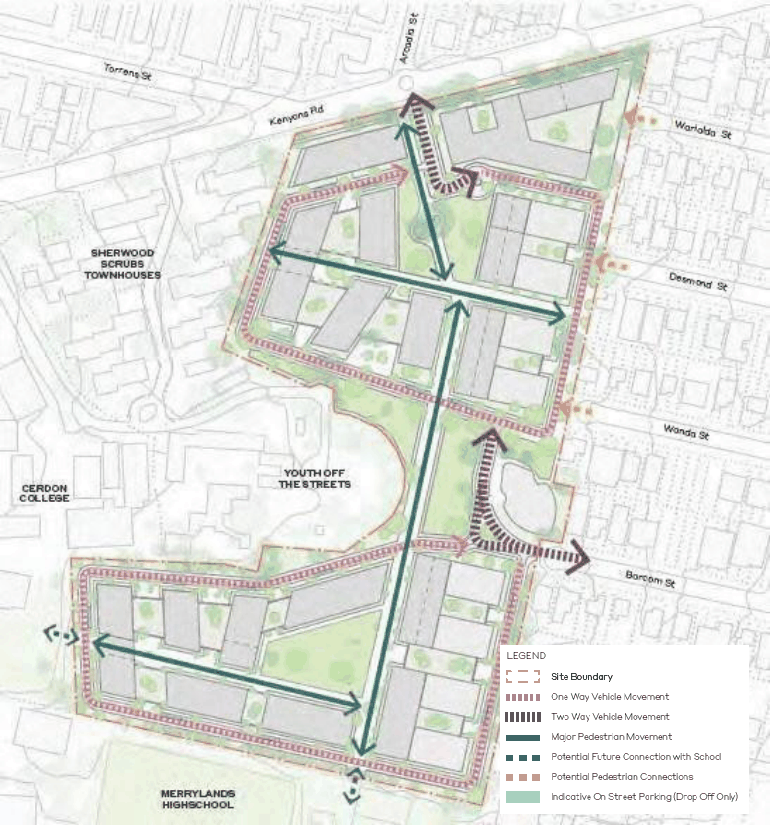 Arcadia St
Torrens St
Kenyons Rd
Warialda St
SHERWOOD
SCRUBS
TOWNHOUSES
Desmond St
Wanda St
YOUTH OFF
THE STREETS
CERDON
COLLEGE
Barcom St
MERRYLANDS
HIGHSCHOOL
LEGEND
Site Boundary
One Way Vehicle Movement
Two Way Vehicle Movement
Major Pedestrian Movement
Potential Future Connection with School
Potential Pedestrian Connections
Indicative On Street Parking (Drop Off Only)